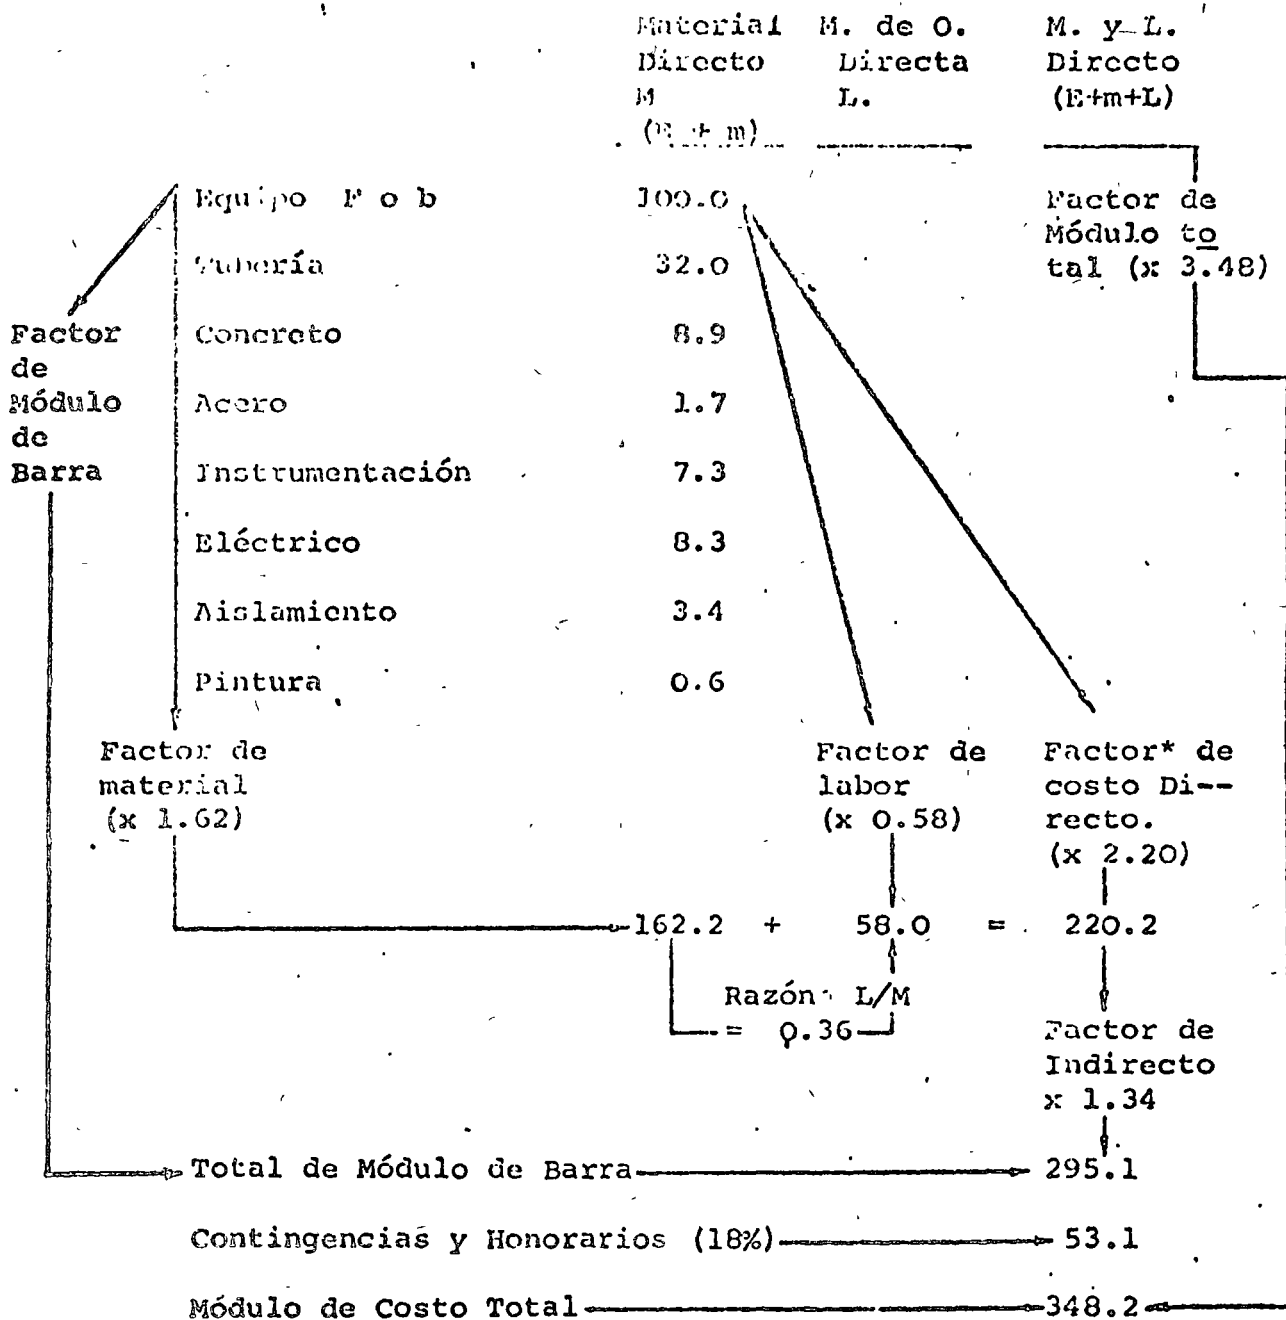 Material M. de O. M. y L.
Directo Directa Directo
M L. (E+m+L)
(E + m)
Equipo F o b 100.0 Factor de
Módulo to
Tubería 32.0 tal (x 3.48)
Factor Concreto 8.9
de
Módulo Acero 1.7
de
Barra Instrumentación 7.3
Eléctrico 8.3
Aislamiento 3.4
Pintura 0.6
Factor de Factor de Factor* de
material labor costo Di--
(x 1.62) (x 0.58) recto.
(x 2.20)
162.2 + 58.0 = 220.2
Razón L/M
= 0.36 Factor de
Indirecto
x 1.34
Total de Módulo de Barra 295.1
Contingencias y Honorarios (18%) 53.1
Módulo de Costo Total 348.2